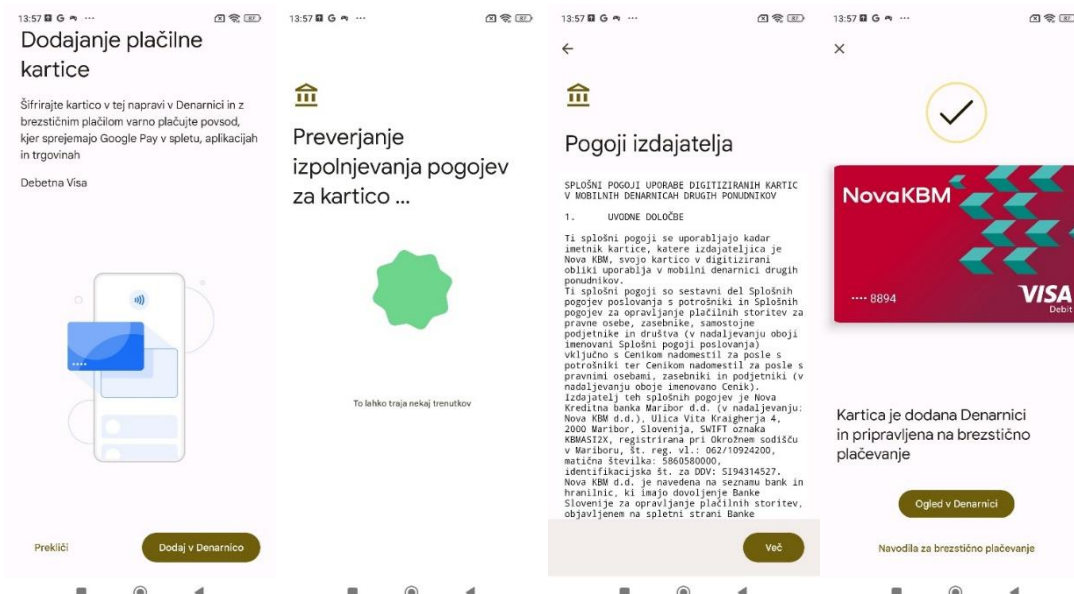 13:57 G ...
87
Dodajanje plačilne
kartice
Šifrirajte kartico v tej napravi v Denarnici in z
brezstičnim plačilom varno plačujte povsod,
kjer sprejemajo Google Pay v spletu, aplikacijah
in trgovinah
Debetna Visa
Prekliči
Dodaj v Denarnico
13:57 G ...
87
Preverjanje
izpolnjevanja pogojev
za kartico ...
To lahko traja nekaj trenutkov
13:57 G ...
87
Pogoji izdajatelja
SPLOŠNI POGOJI UPORABE DIGITIZIRANIH KARTIC
V MOBILNIH DENARNICAH DRUGIH PONUDNIKOV
1. UVODNE DOLOČBE
Ti splošni pogoji se uporabljajo kadar
imetnik kartice, katere izdajateljica je
Nova KBM, svojo kartico v digitizirani
obliki uporablja v mobilni denarnici drugih
ponudnikov.
Ti splošni pogoji so sestavni del Splošnih
pogojev poslovanja s potrošniki in Splošnih
pogojev za opravljanje plačilnih storitev za
pravne osebe, zasebnike, samostojne
podjetnike in društva (v nadaljevanju oboji
imenovani Splošni pogoji poslovanja)
vključno s Cenikom nadomestil za posle s
potrošniki ter Cenikom nadomestil za posle s
pravnimi osebami, zasebniki in podjetniki (v
nadaljevanju oboje imenovano Cenik).
Izdajatelj teh splošnih pogojev je Nova
Kreditna banka Maribor d.d. (v nadaljevanju:
Nova KBM d.d.), Ulica Vita Kraigherja 4,
2000 Maribor, Slovenija, SWIFT oznaka
KBMASI2X, registrirana pri Okrožnem sodišču
v Mariboru, št. reg. vl.: 062/10924200,
matična številka: 5860580000,
identifikacijska št. za DDV: SI94314527.
Nova KBM d.d. je navedena na seznamu bank in
hranilnic, ki imajo dovoljenje Banke
Slovenije za opravljanje plačilnih storitev,
objavljenem na spletni strani Banke
Več
13:57 G ...
87
NovaKBM
•••• 8894
VISA
Debit
Kartica je dodana Denarnici
in pripravljena na brezstično
plačevanje
Ogled v Denarnici
Navodila za brezstično plačevanje